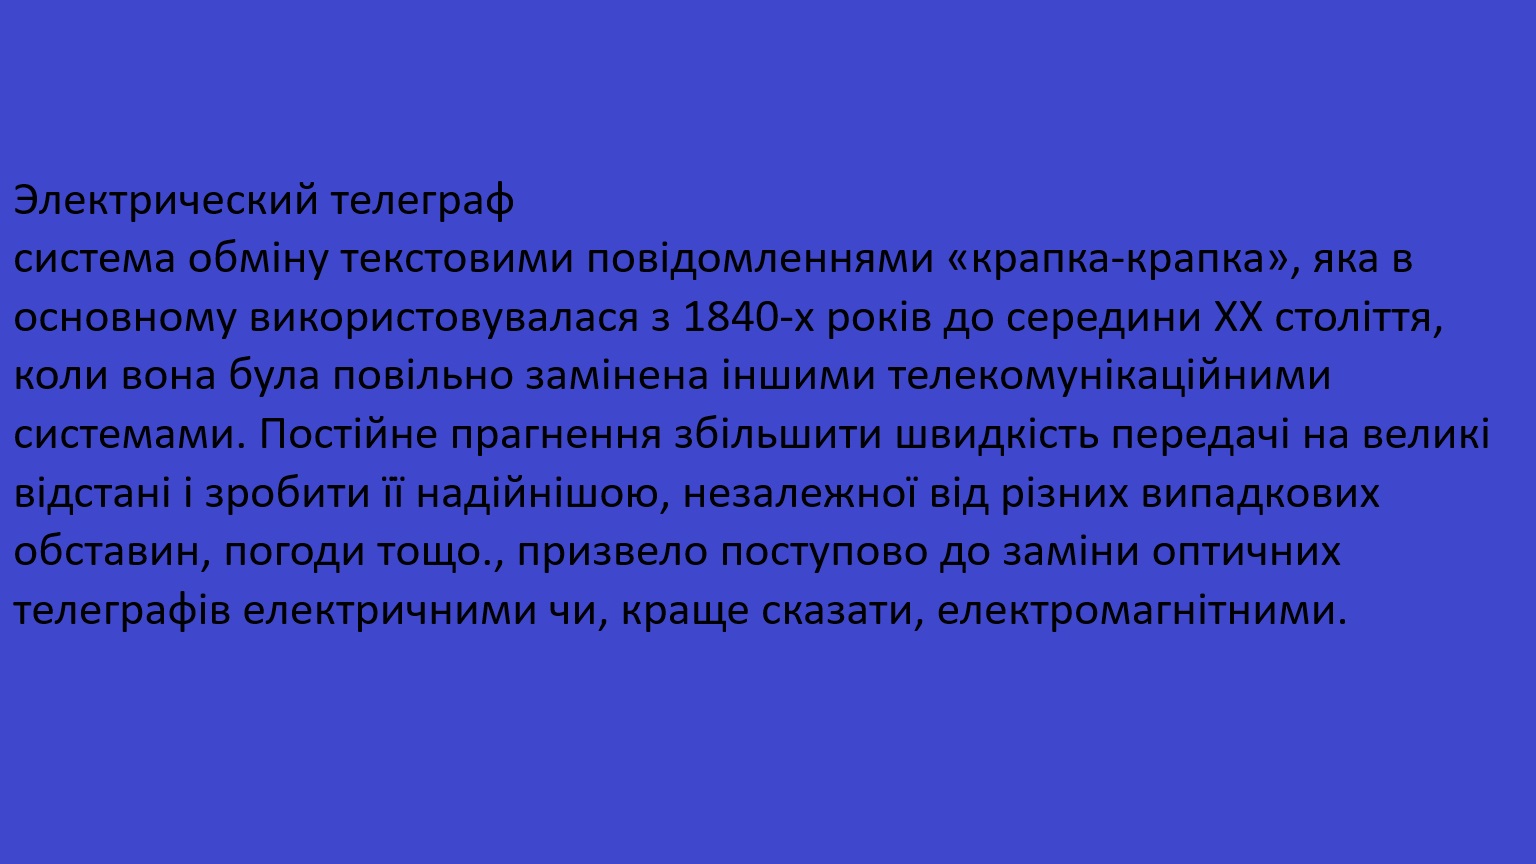 Электрический телеграф
система обміну текстовими повідомленнями «крапка-крапка», яка в
основному використовувалася з 1840-х років до середини XX століття,
коли вона була повільно замінена іншими телекомунікаційними
системами. Постійне прагнення збільшити швидкість передачі на великі
відстані і зробити її надійнішою, незалежної від різних випадкових
обставин, погоди тощо., призвело поступово до заміни оптичних
телеграфів електричними чи, краще сказати, електромагнітними.